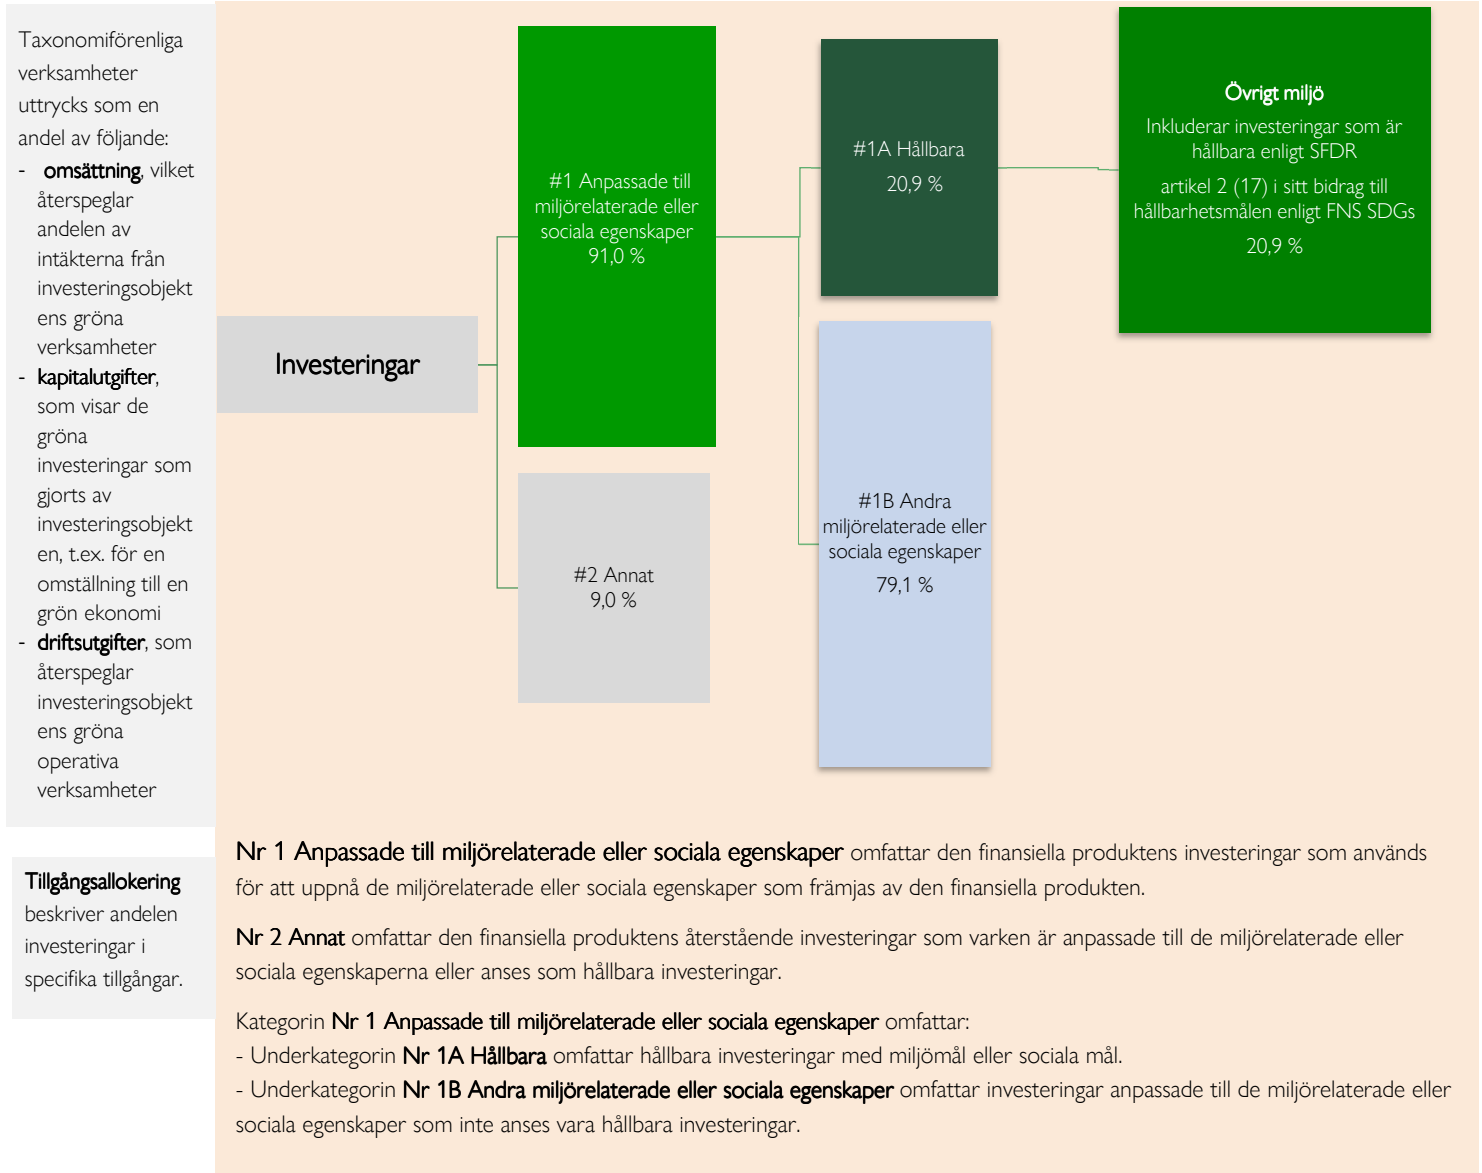 Taxonomiförenliga
verksamheter
uttrycks som en
andel av följande:
- omsättning, vilket
återspeglar
andelen av
intäkterna från
investeringsobjekt
ens gröna
verksamheter
- kapitalutgifter,
som visar de
gröna
investeringar som
gjorts av
investeringsobjekt
en, t.ex. för en
omställning till en
grön ekonomi
- driftsutgifter, som
återspeglar
investeringsobjekt
ens gröna
operativa
verksamheter
Tillgångsallokering
beskriver andelen
investeringar i
specifika tillgångar.
Investeringar
#1 Anpassade till
miljörelaterade eller
sociala egenskaper
91,0 %
#2 Annat
9,0 %
#1A Hållbara
20,9 %
#1B Andra
miljörelaterade eller
sociala egenskaper
79,1 %
Övrigt miljö
Inkluderar investeringar som är
hållbara enligt SFDR
artikel 2 (17) i sitt bidrag till
hållbarhetsmålen enligt FNS SDGs
20,9 %
Nr 1 Anpassade till miljörelaterade eller sociala egenskaper omfattar den finansiella produktens investeringar som används
för att uppnå de miljörelaterade eller sociala egenskaper som främjas av den finansiella produkten.
Nr 2 Annat omfattar den finansiella produktens återstående investeringar som varken är anpassade till de miljörelaterade eller
sociala egenskaperna eller anses som hållbara investeringar.
Kategorin Nr 1 Anpassade till miljörelaterade eller sociala egenskaper omfattar:
- Underkategorin Nr 1A Hållbara omfattar hållbara investeringar med miljömål eller sociala mål.
- Underkategorin Nr 1B Andra miljörelaterade eller sociala egenskaper omfattar investeringar anpassade till de miljörelaterade eller
sociala egenskaper som inte anses vara hållbara investeringar.